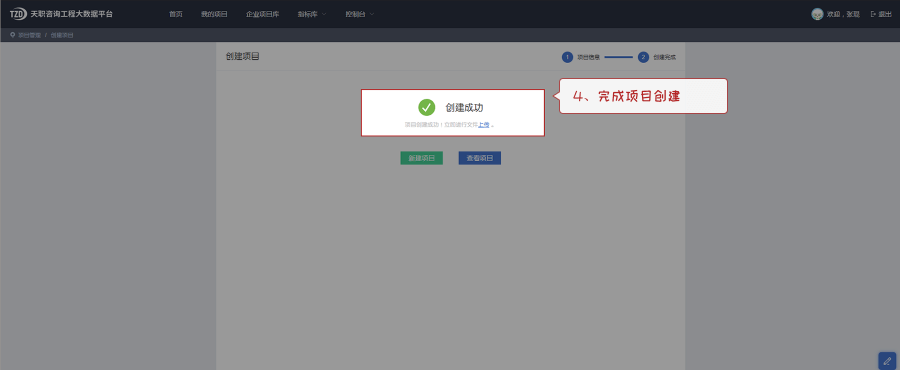 TZD 天职咨询工程大数据平台 首页 我的项目 企业项目库 指标库 控制台 欢迎，张琨 退出
项目管理 / 创建项目
创建项目 1 项目信息 2 创建完成
创建成功
4、完成项目创建
项目创建成功！立即进行文件上传 。
新建项目 查看项目